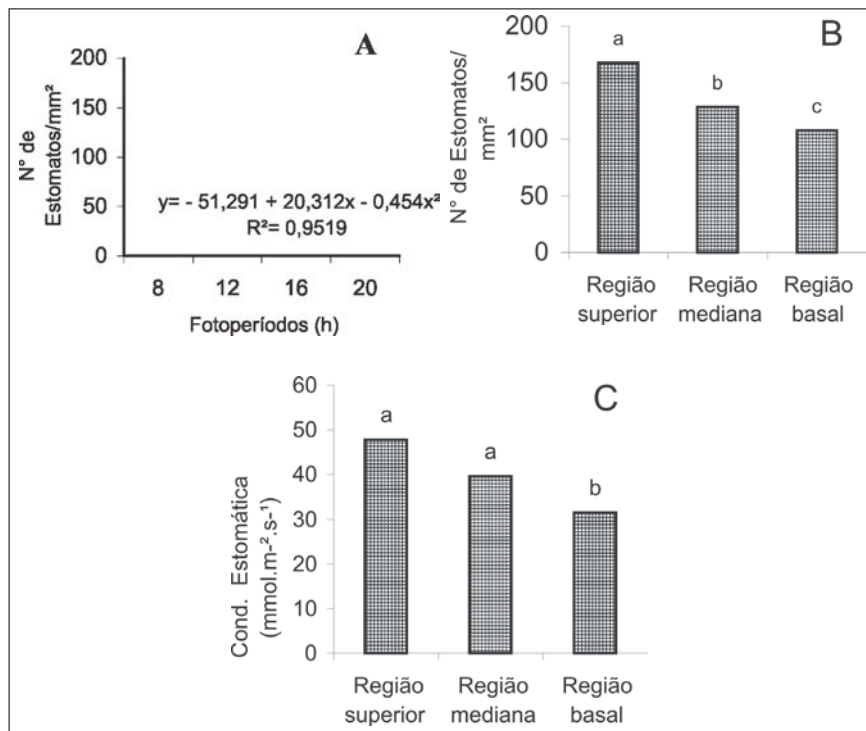 A
N° de
Estomatos/mm²
200
150
100
50
0
y= - 51,291 + 20,312x - 0,454x²
R²= 0,9519
8 12 16 20
Fotoperíodos (h)
B
N° de Estomatos/
mm²
200
150
100
50
0
a
b
c
Região superior
Região mediana
Região basal
C
Cond. Estomática
(mmol.m-².s-¹)
60
50
40
30
20
10
0
a
a
b
Região superior
Região mediana
Região basal